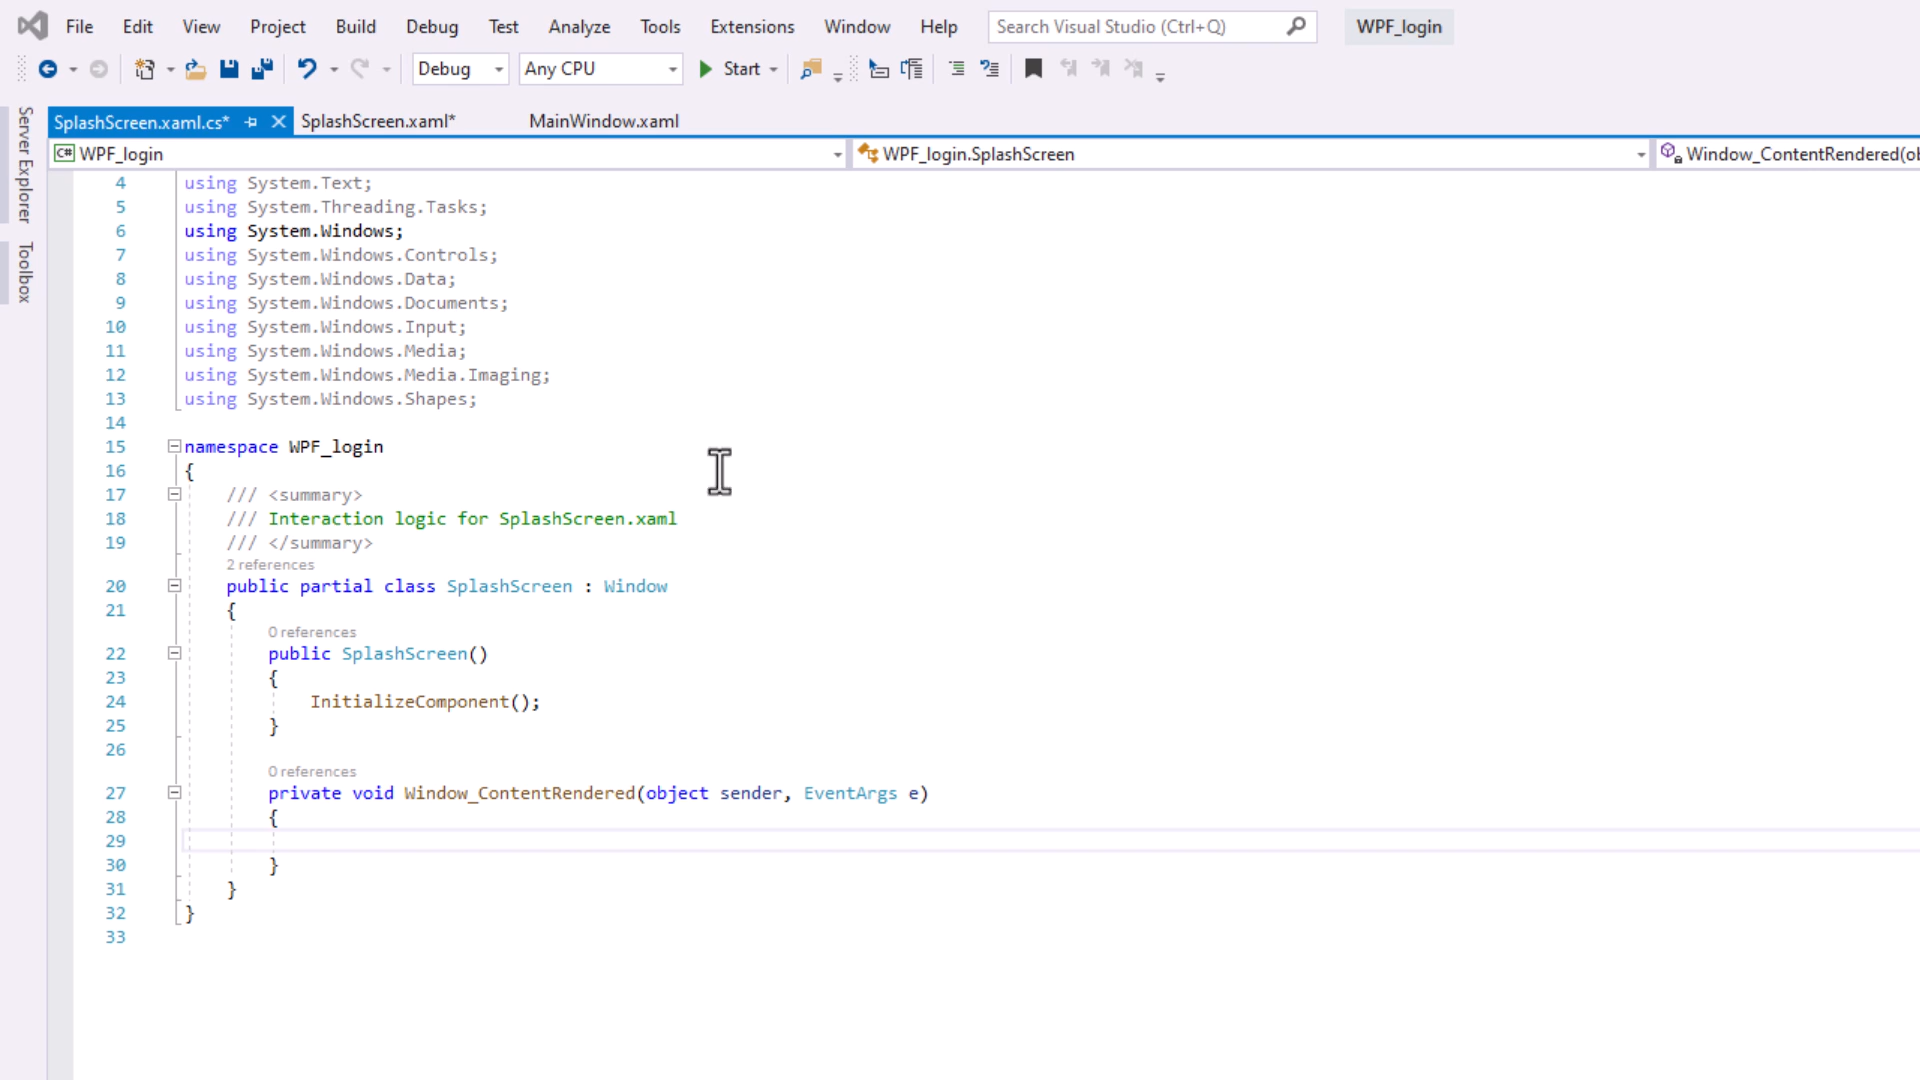 File Edit View Project Build Debug Test Analyze Tools Extensions Window Help Search Visual Studio (Ctrl+Q) WPF_login
Debug Any CPU Start
Server Explorer
Toolbox
SplashScreen.xaml.cs* SplashScreen.xaml* MainWindow.xaml
C# WPF_login WPF_login.SplashScreen Window_ContentRendered(ob
4 using System.Text;
5 using System.Threading.Tasks;
6 using System.Windows;
7 using System.Windows.Controls;
8 using System.Windows.Data;
9 using System.Windows.Documents;
10 using System.Windows.Input;
11 using System.Windows.Media;
12 using System.Windows.Media.Imaging;
13 using System.Windows.Shapes;
14
15 namespace WPF_login
16 {
17 /// <summary>
18 /// Interaction logic for SplashScreen.xaml
19 /// </summary>
2 references
20 public partial class SplashScreen : Window
21 {
0 references
22 public SplashScreen()
23 {
24 InitializeComponent();
25 }
26
0 references
27 private void Window_ContentRendered(object sender, EventArgs e)
28 {
29
30 }
31 }
32 }
33